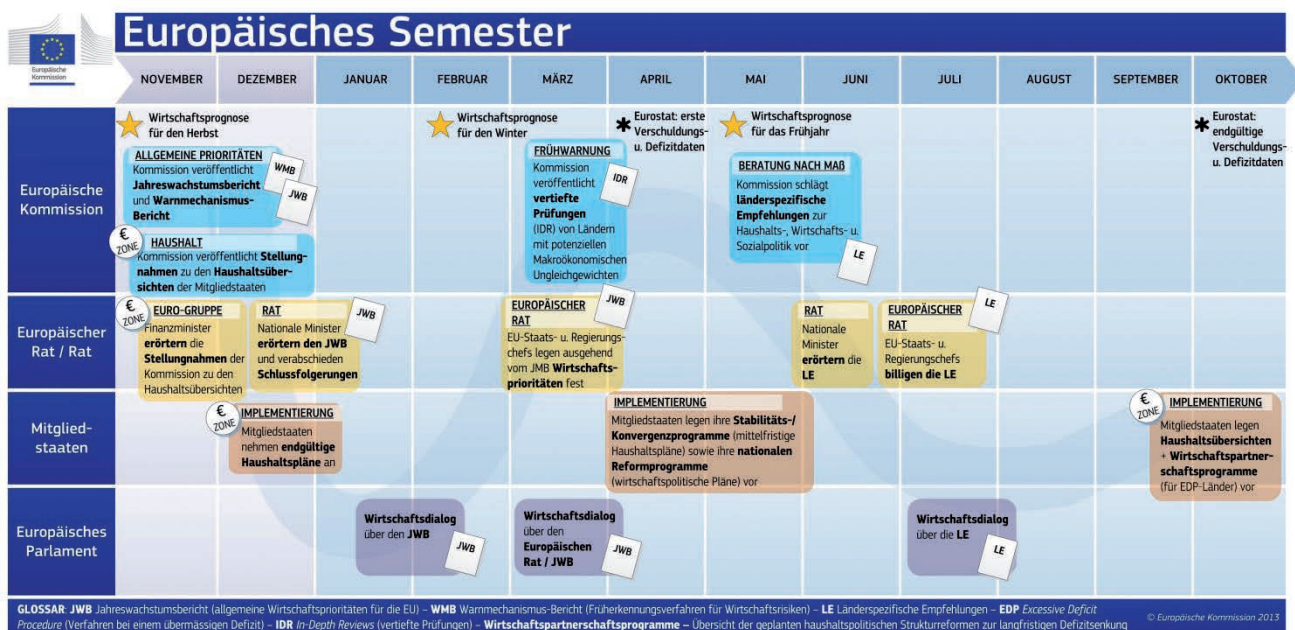 Europäisches Semester
Europäische
Kommission
NOVEMBER
DEZEMBER
JANUAR
FEBRUAR
MÄRZ
APRIL
MAI
JUNI
JULI
AUGUST
SEPTEMBER
OKTOBER
Europäische
Kommission
Wirtschaftsprognose
für den Herbst
ALLGEMEINE PRIORITÄTEN
Kommission veröffentlicht
Jahreswachstumsbericht
und Warnmechanismus-
Bericht
WMB
JWB
€
ZONE
HAUSHALT
Kommission veröffentlicht Stellung-
nahmen zu den Haushaltsüber-
sichten der Mitgliedstaaten
Wirtschaftsprognose
für den Winter
FRÜHWARNUNG
Kommission
veröffentlicht
vertiefte
Prüfungen
(IDR) von Ländern
mit potenziellen
Makroökonomischen
Ungleichgewichten
IDR
Eurostat: erste
Verschuldungs-
u. Defizitdaten
Wirtschaftsprognose
für das Frühjahr
BERATUNG NACH MAß
Kommission schlägt
länderspezifische
Empfehlungen zur
Haushalts-, Wirtschafts- u.
Sozialpolitik vor
LE
Eurostat:
endgültige
Verschuldungs-
u. Defizitdaten
Europäischer
Rat / Rat
€
ZONE
EURO-GRUPPE
Finanzminister
erörtern die
Stellungnahmen der
Kommission zu den
Haushaltsübersichten
RAT
Nationale Minister
erörtern den JWB
und verabschieden
Schlussfolgerungen
JWB
EUROPÄISCHER
RAT
EU-Staats- u. Regierungs-
chefs legen ausgehend
vom JMB Wirtschafts-
prioritäten fest
JWB
RAT
Nationale
Minister
erörtern die
LE
EUROPÄISCHER
RAT
EU-Staats- u.
Regierungschefs
billigen die LE
LE
Mitglied-
staaten
€
ZONE
IMPLEMENTIERUNG
Mitgliedstaaten
nehmen endgültige
Haushaltspläne an
IMPLEMENTIERUNG
Mitgliedstaaten legen ihre Stabilitäts-/
Konvergenzprogramme (mittelfristige
Haushaltspläne) sowie ihre nationalen
Reformprogramme
(wirtschaftspolitische Pläne) vor
€
ZONE
IMPLEMENTIERUNG
Mitgliedstaaten legen
Haushaltsübersichten
+ Wirtschaftspartner-
schaftsprogramme
(für EDP-Länder) vor
Europäisches
Parlament
Wirtschaftsdialog
über den JWB
JWB
Wirtschaftsdialog
über den
Europäischen
Rat / JWB
JWB
Wirtschaftsdialog
über die LE
LE
GLOSSAR: JWB Jahreswachstumsbericht (allgemeine Wirtschaftsprioritäten für die EU) – WMB Warnmechanismus-Bericht (Früherkennungsverfahren für Wirtschaftsrisiken) – LE Länderspezifische Empfehlungen – EDP Excessive Deficit
Procedure (Verfahren bei einem übermässigen Defizit) – IDR In-Depth Reviews (vertiefte Prüfungen) – Wirtschaftspartnerschaftsprogramme – Übersicht der geplanten haushaltspolitischen Strukturreformen zur langfristigen Defizitsenkung
© Europäische Kommission 2013